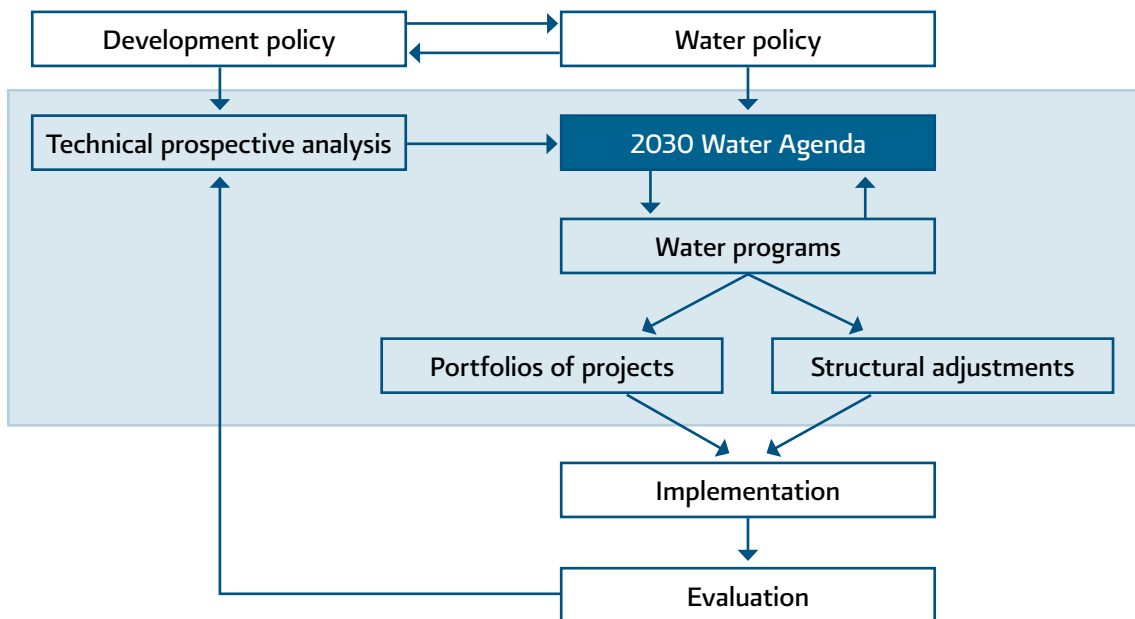 Development policy
Water policy
Technical prospective analysis
2030 Water Agenda
Water programs
Portfolios of projects
Structural adjustments
Implementation
Evaluation